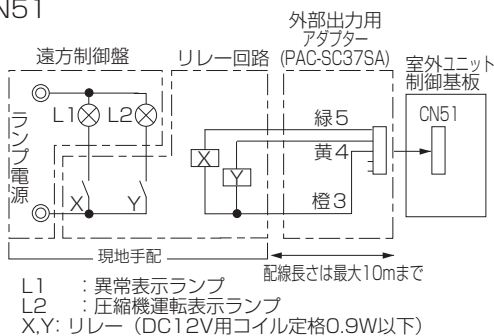 N51
外部出力用
アダプター
(PAC-SC37SA)
遠方制御盤
リレー回路
室外ユニット
制御基板
CN51
L1
L2
緑5
黄4
橙3
ランプ電源
X
Y
X
Y
現地手配
配線長さは最大10mまで
L1 :異常表示ランプ
L2 :圧縮機運転表示ランプ
X,Y:リレー(DC12V用コイル定格0.9W以下)